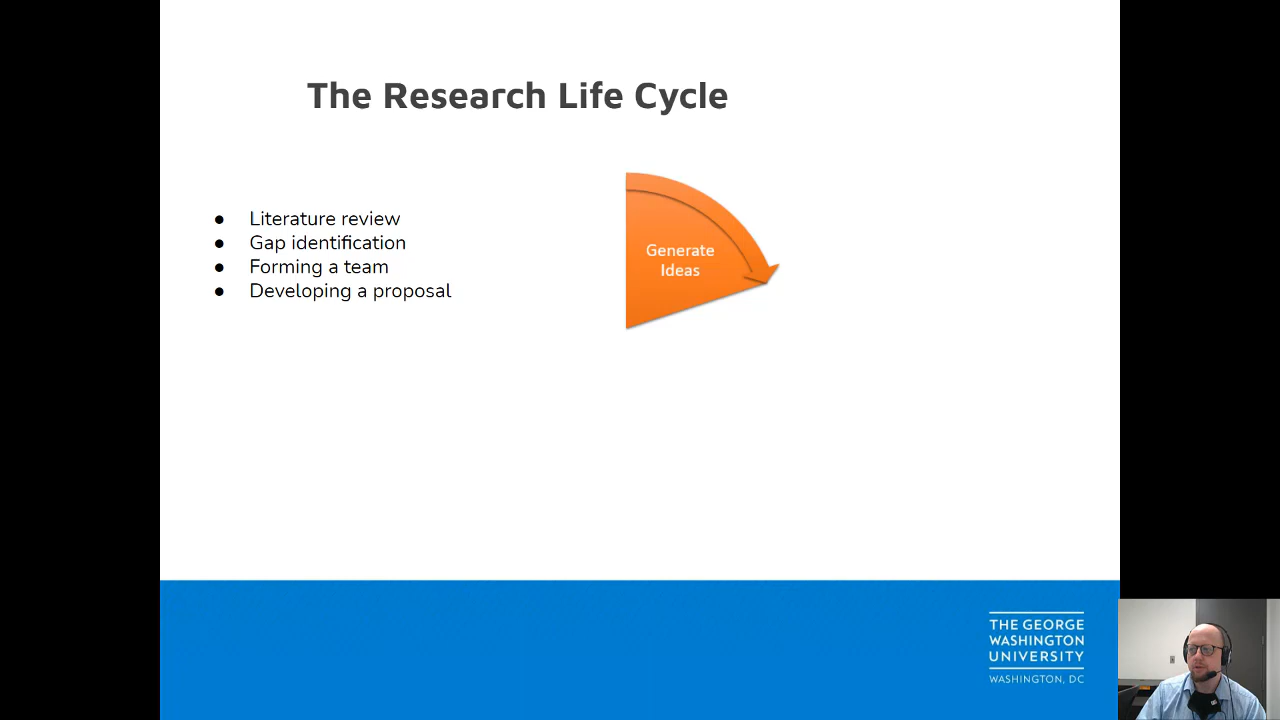 The Research Life Cycle
● Literature review
● Gap identification
● Forming a team
● Developing a proposal
Generate
Ideas
THE GEORGE
WASHINGTON
UNIVERSITY
WASHINGTON, DC